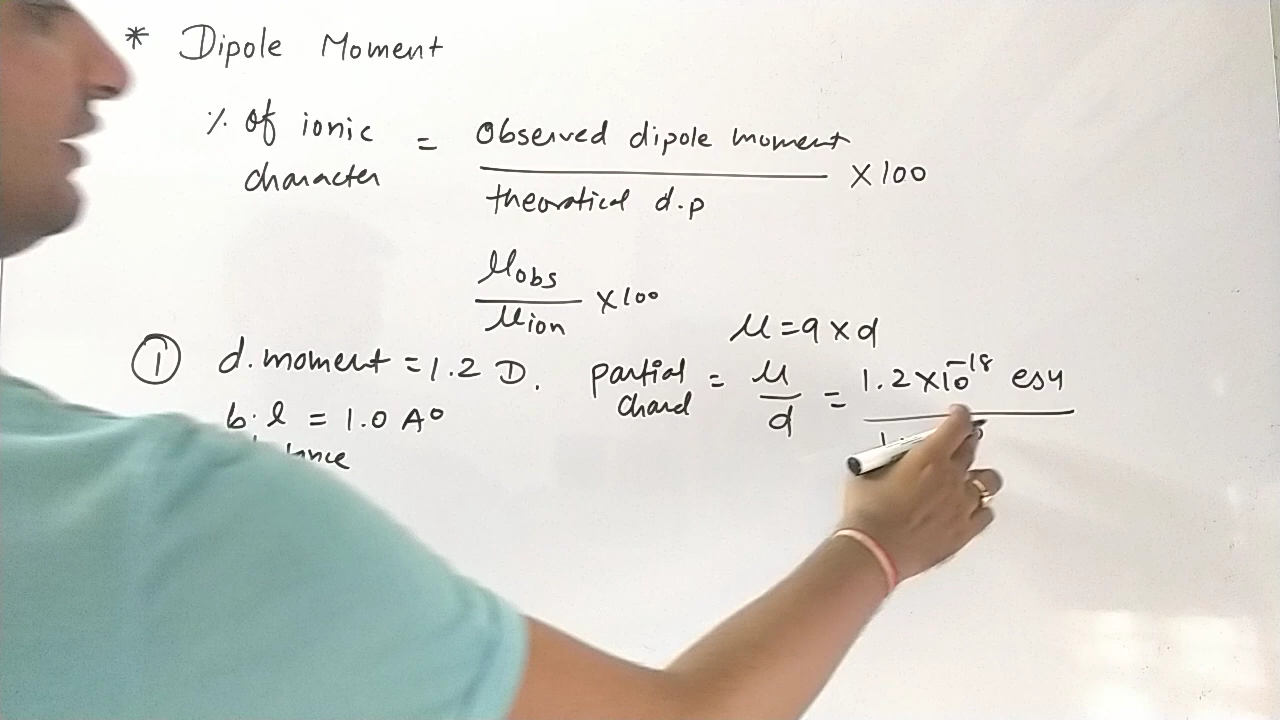 * Dipole Moment
% of ionic character = Observed dipole moment / theoratical d.p × 100
μobs / μion × 100
μ = q × d
① d. moment = 1.2 D. partial chard = μ / d = 1.2 × 10⁻¹⁸ esu
b. l = 1.0 A°